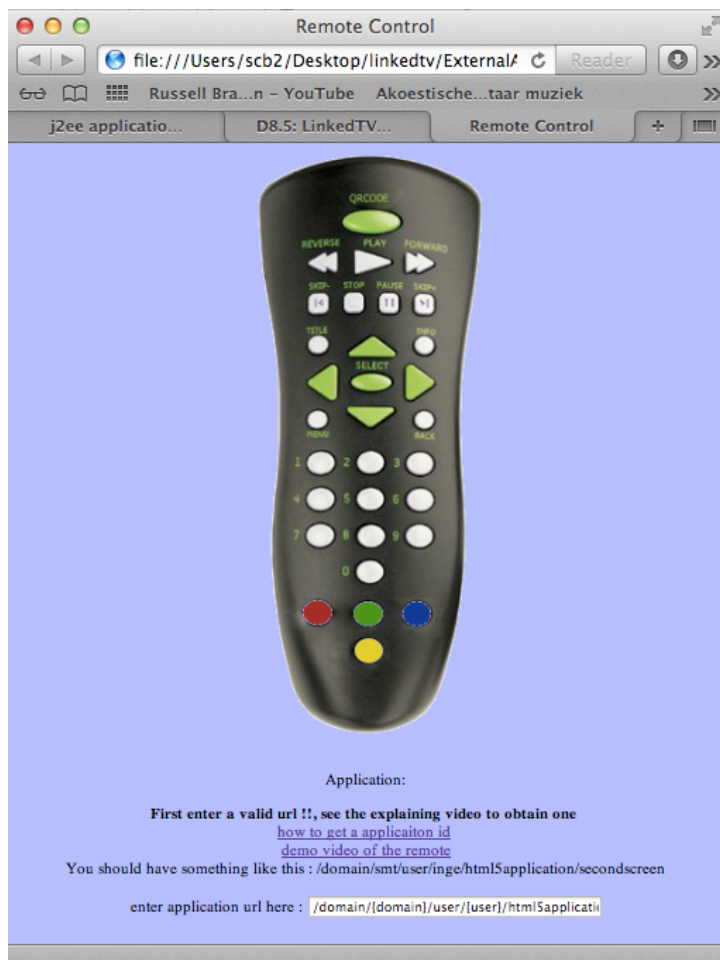 Remote Control
file:///Users/scb2/Desktop/linkedtv/ExternalA
Reader
Russell Bra...n – YouTube Akoestische...taar muziek
j2ee applicatio... D8.5: LinkedTV... Remote Control
QRCODE
REVERSE PLAY FORWARD
SKIP- STOP PAUSE SKIP+
TITLE INFO
SELECT
MENU BACK
1 2 3
4 5 6
7 8 9
0
Application:
First enter a valid url !!, see the explaining video to obtain one
how to get a applicaiton id
demo video of the remote
You should have something like this : /domain/smt/user/inge/html5application/secondscreen
enter application url here : /domain/{domain}/user/{user}/html5applicati